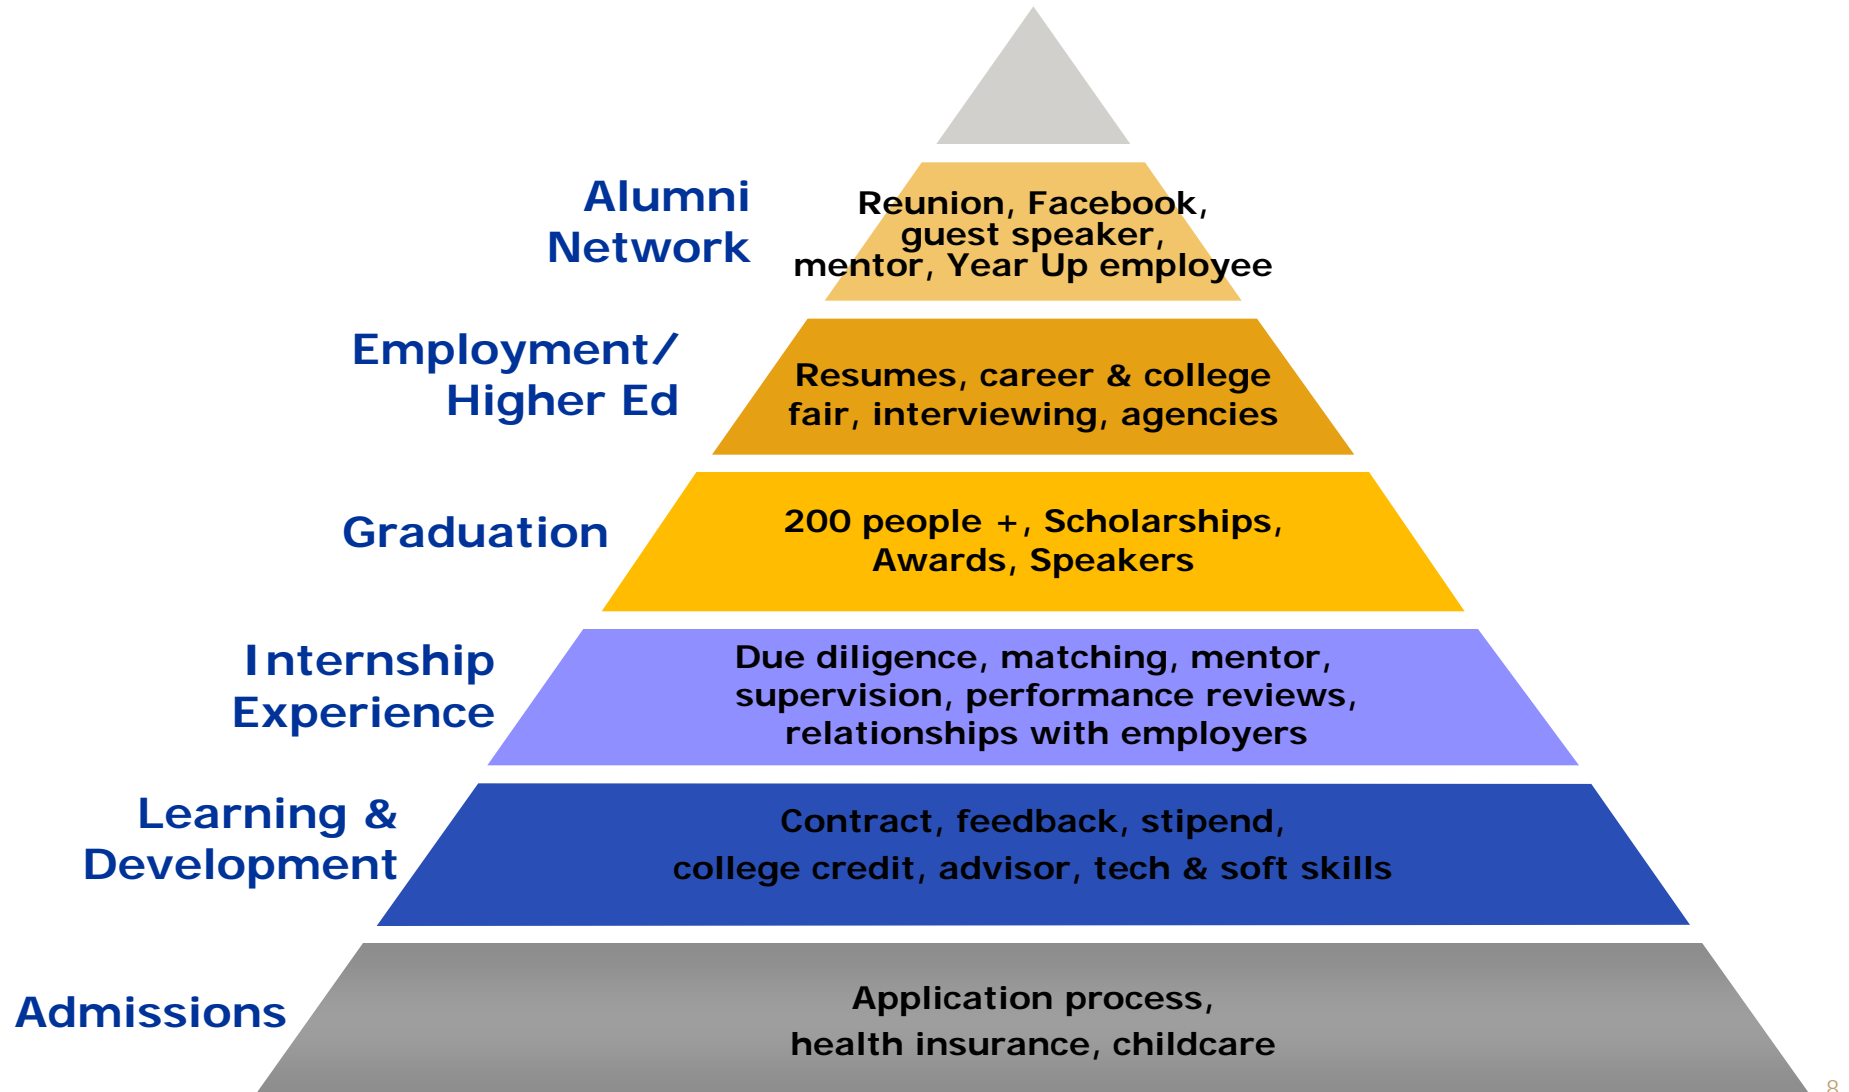 Alumni
Network
Reunion, Facebook,
guest speaker,
mentor, Year Up employee
Employment/
Higher Ed
Resumes, career & college
fair, interviewing, agencies
Graduation
200 people +, Scholarships,
Awards, Speakers
Internship
Experience
Due diligence, matching, mentor,
supervision, performance reviews,
relationships with employers
Learning &
Development
Contract, feedback, stipend,
college credit, advisor, tech & soft skills
Admissions
Application process,
health insurance, childcare
8